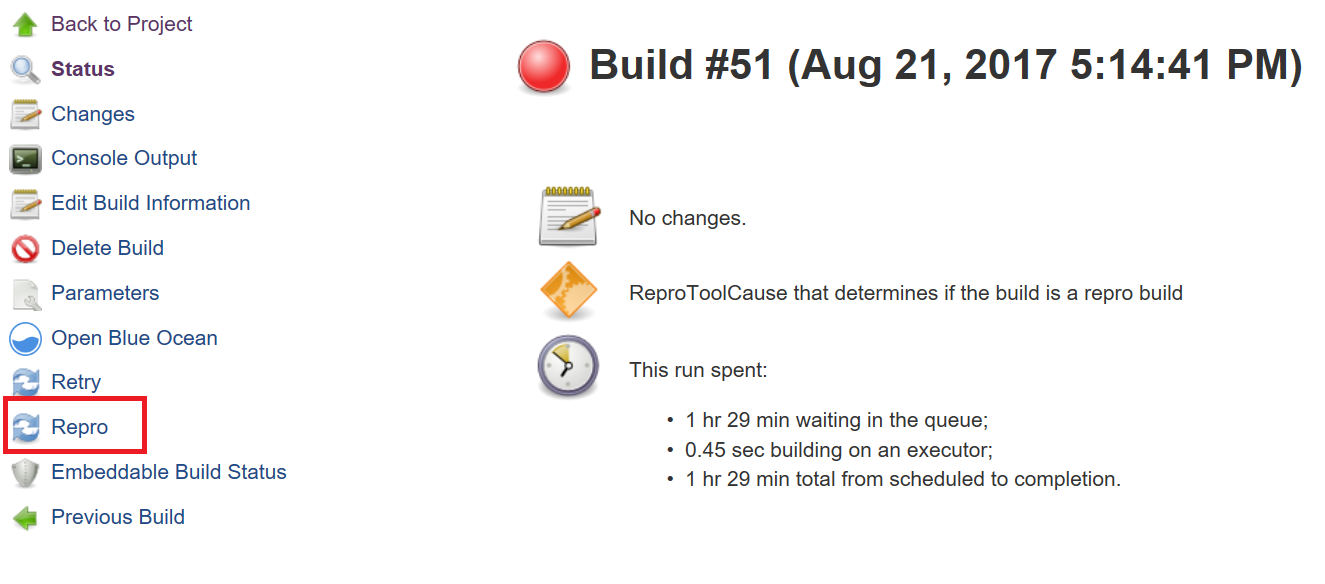 Back to Project
Status
Changes
Console Output
Edit Build Information
Delete Build
Parameters
Open Blue Ocean
Retry
Repro
Embeddable Build Status
Previous Build
Build #51 (Aug 21, 2017 5:14:41 PM)
No changes.
ReproToolCause that determines if the build is a repro build
This run spent:
• 1 hr 29 min waiting in the queue;
• 0.45 sec building on an executor;
• 1 hr 29 min total from scheduled to completion.